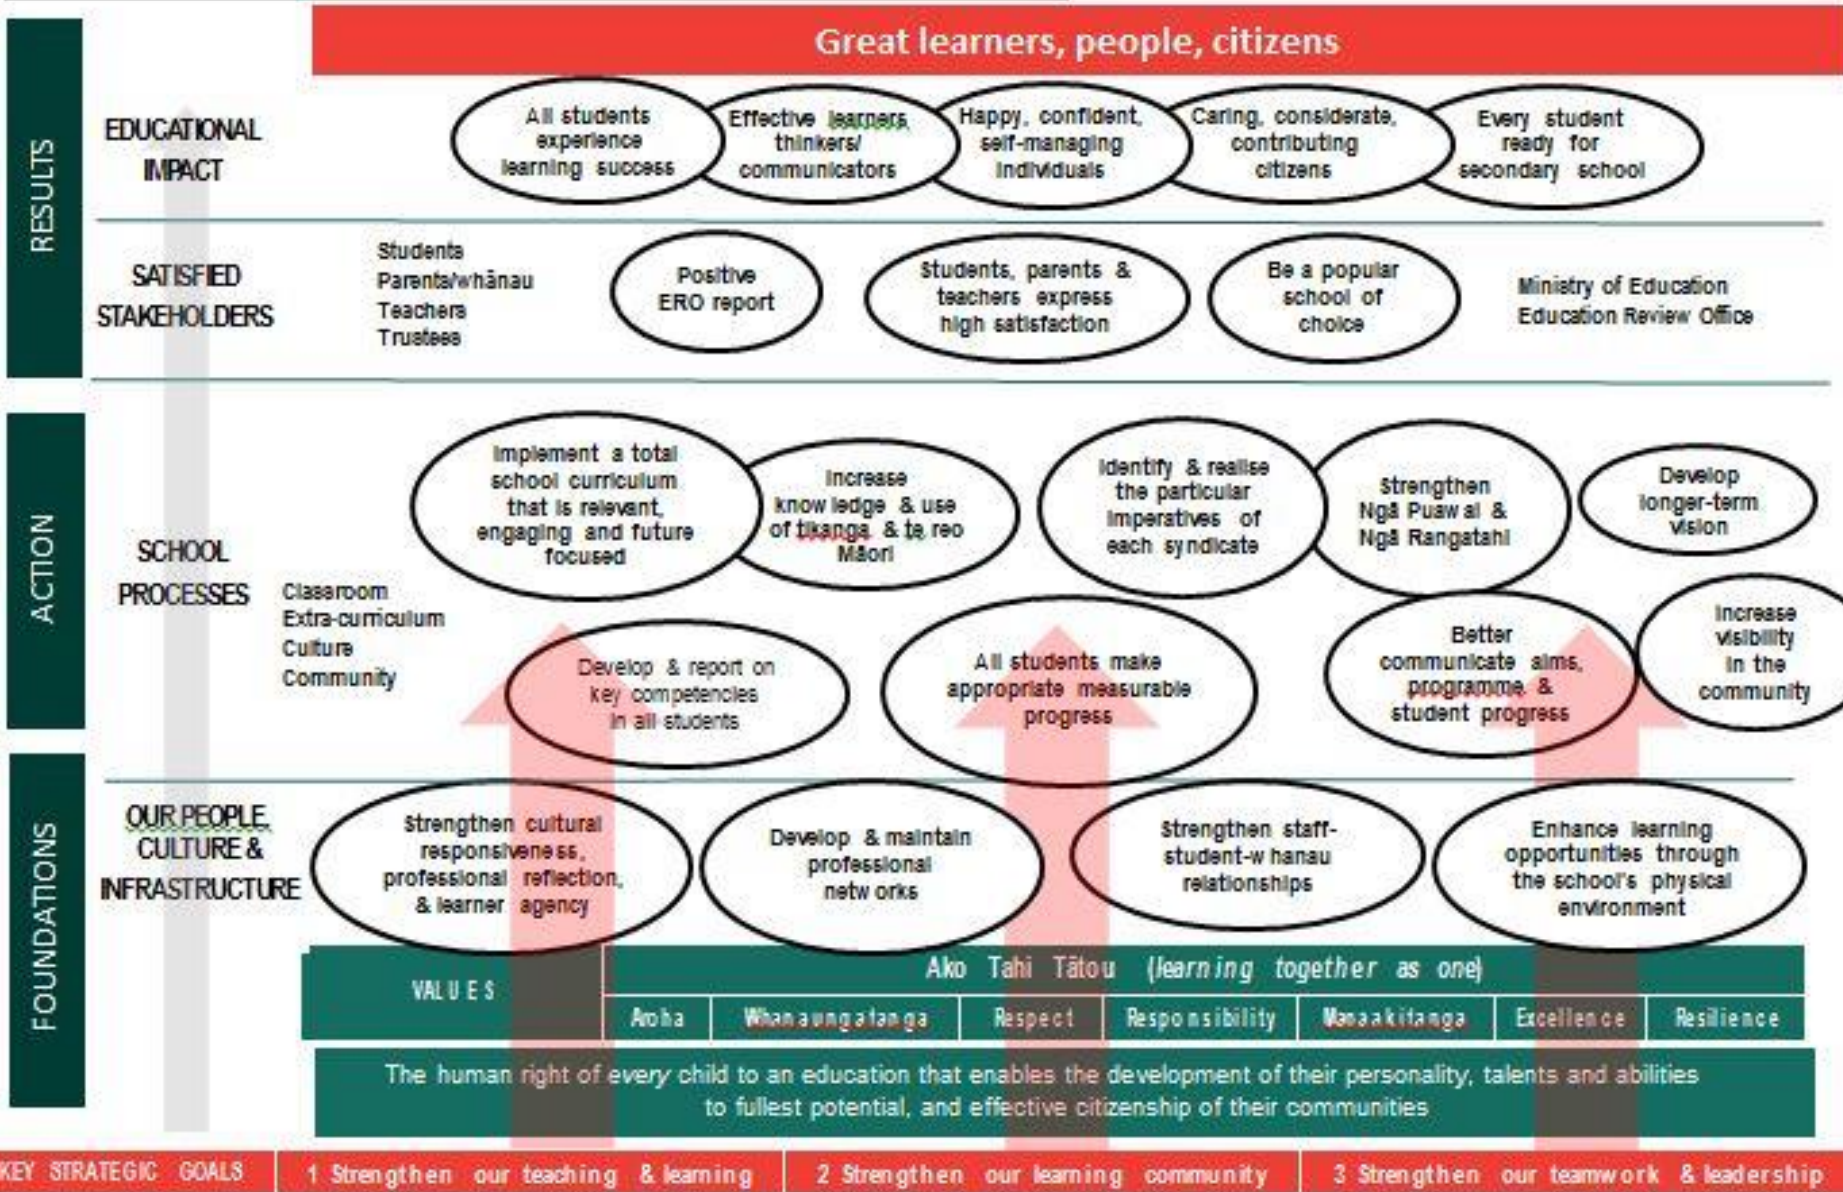 Great learners, people, citizens
RESULTS
EDUCATIONAL
IMPACT
All students
experience
learning success
Effective learners,
thinkers/
communicators
Happy, confident,
self-managing
individuals
Caring, considerate,
contributing
citizens
Every student
ready for
secondary school
SATISFIED
STAKEHOLDERS
Students
Parents/whānau
Teachers
Trustees
Positive
ERO report
Students, parents &
teachers express
high satisfaction
Be a popular
school of
choice
Ministry of Education
Education Review Office
ACTION
SCHOOL
PROCESSES
Classroom
Extra-curriculum
Culture
Community
Implement a total
school curriculum
that is relevant,
engaging and future
focused
Increase
knowledge & use
of tikanga & te reo
Māori
Identify & realise
the particular
imperatives of
each syndicate
Strengthen
Ngā Puawai &
Ngā Rangatahi
Develop
longer-term
vision
Develop & report on
key competencies
in all students
All students make
appropriate measurable
progress
Better
communicate aims,
programme &
student progress
Increase
visibility
in the
community
FOUNDATIONS
OUR PEOPLE,
CULTURE &
INFRASTRUCTURE
Strengthen cultural
responsiveness,
professional reflection,
& learner agency
Develop & maintain
professional
networks
Strengthen staff-
student-whanau
relationships
Enhance learning
opportunities through
the school's physical
environment
VALUES
Ako Tahi Tātou (learning together as one)
Aroha
Whanaungatanga
Respect
Responsibility
Manaakitanga
Excellence
Resilience
The human right of every child to an education that enables the development of their personality, talents and abilities
to fullest potential, and effective citizenship of their communities
KEY STRATEGIC GOALS
1 Strengthen our teaching & learning
2 Strengthen our learning community
3 Strengthen our teamwork & leadership